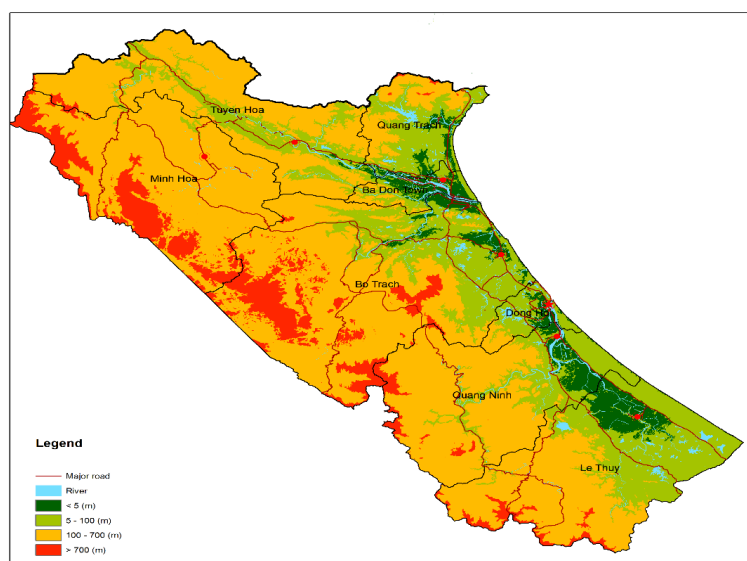 Tuyen Hoa
Quang Trach
Minh Hoa
Ba Don Town
Bo Trach
Dong Hoi
Quang Ninh
Le Thuy
Legend
Major road
River
< 5 (m)
5 - 100 (m)
100 - 700 (m)
> 700 (m)